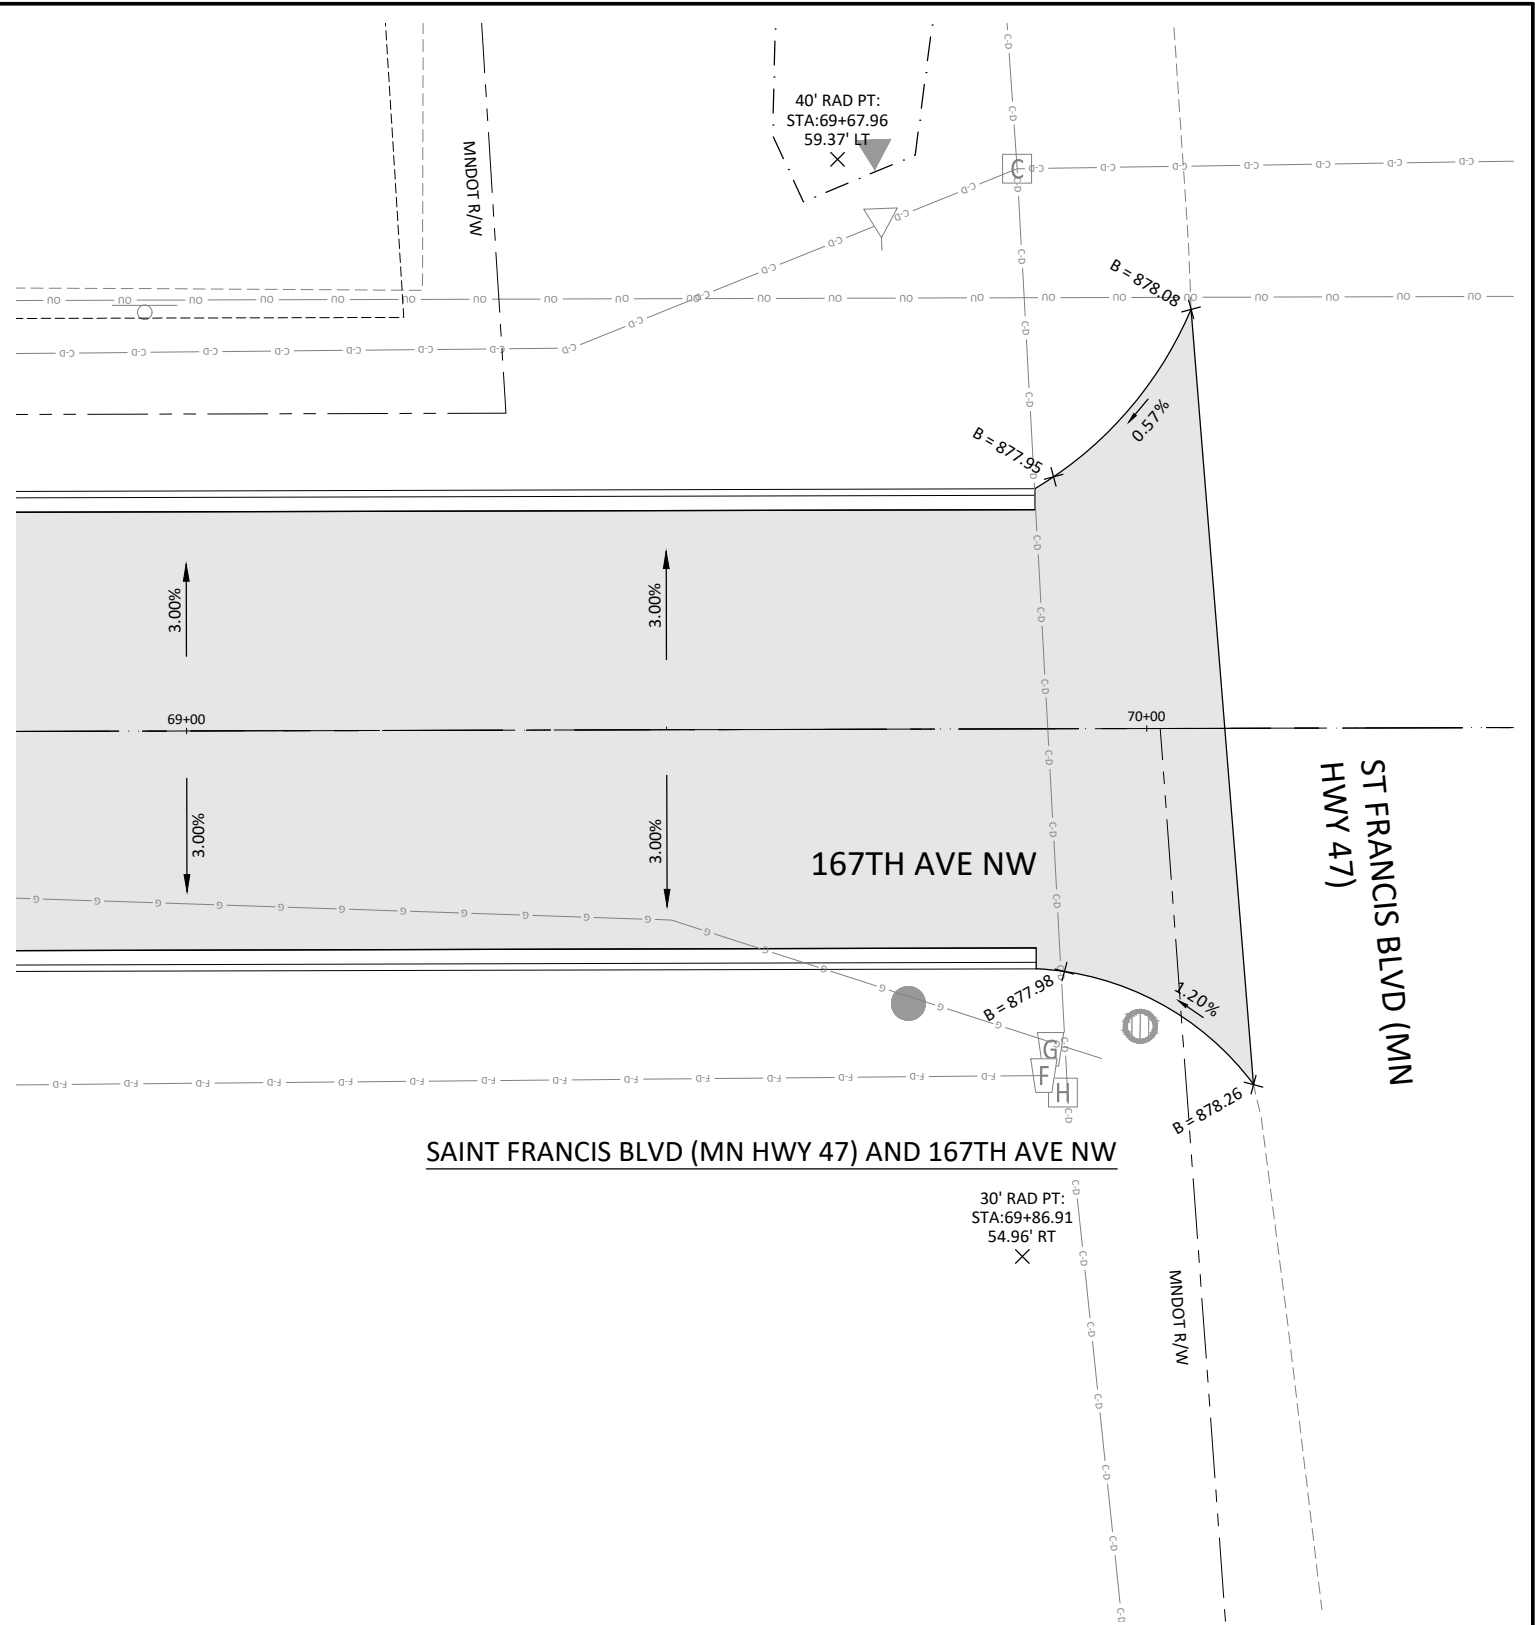 40' RAD PT:
STA:69+67.96
59.37' LT
MNDOT R/W
C
B = 878.08
0.57%
B = 877.95
3.00%
3.00%
69+00
70+00
3.00%
3.00%
167TH AVE NW
ST FRANCIS BLVD (MN
HWY 47)
B = 877.98
1.20%
G
F
H
B = 878.26
SAINT FRANCIS BLVD (MN HWY 47) AND 167TH AVE NW
30' RAD PT:
STA:69+86.91
54.96' RT
MNDOT R/W
C-D
OU
G
F-D